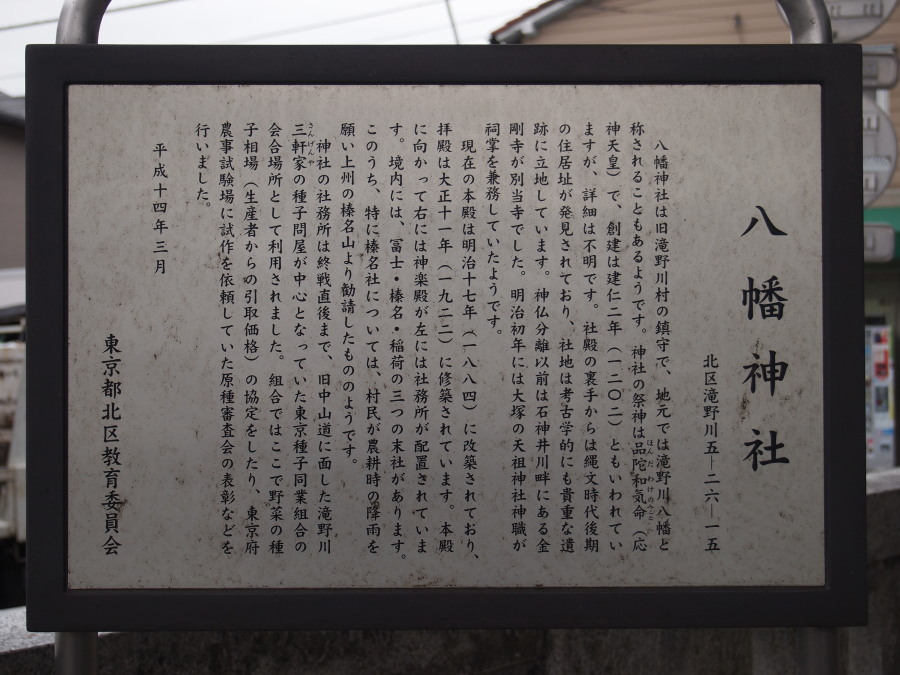 八幡神社
北区滝野川五―二六―一五
八幡神社は旧滝野川村の鎮守で、地元では滝野川八幡と
称されることもあるようです。神社の祭神は品陀和気命（応
ほんだわけのみこと
神天皇）で、創建は建仁二年（一二〇二）ともいわれてい
ますが、詳細は不明です。社殿の裏手からは縄文時代後期
の住居址が発見されており、社地は考古学的にも貴重な遺
跡に立地しています。神仏分離以前は石神井川畔にある金
剛寺が別当寺でした。明治初年には大塚の天祖神社神職が
祠掌を兼務していたようです。
現在の本殿は明治十七年（一八八四）に改築されており、
拝殿は大正十一年（一九二二）に修築されています。本殿
に向かって右には神楽殿が左には社務所が配置されていま
す。境内には、冨士・榛名・稲荷の三つの末社があります。
このうち、特に榛名社については、村民が農耕時の降雨を
願い上州の榛名山より勧請したもののようです。
神社の社務所は終戦直後まで、旧中山道に面した滝野川
三軒家の種子問屋が中心となっていた東京種子同業組合の
さんげんや
会合場所として利用されました。組合ではここで野菜の種
子相場（生産者からの引取価格）の協定をしたり、東京府
農事試験場に試作を依頼していた原種審査会の表彰などを
行いました。
平成十四年三月
東京都北区教育委員会